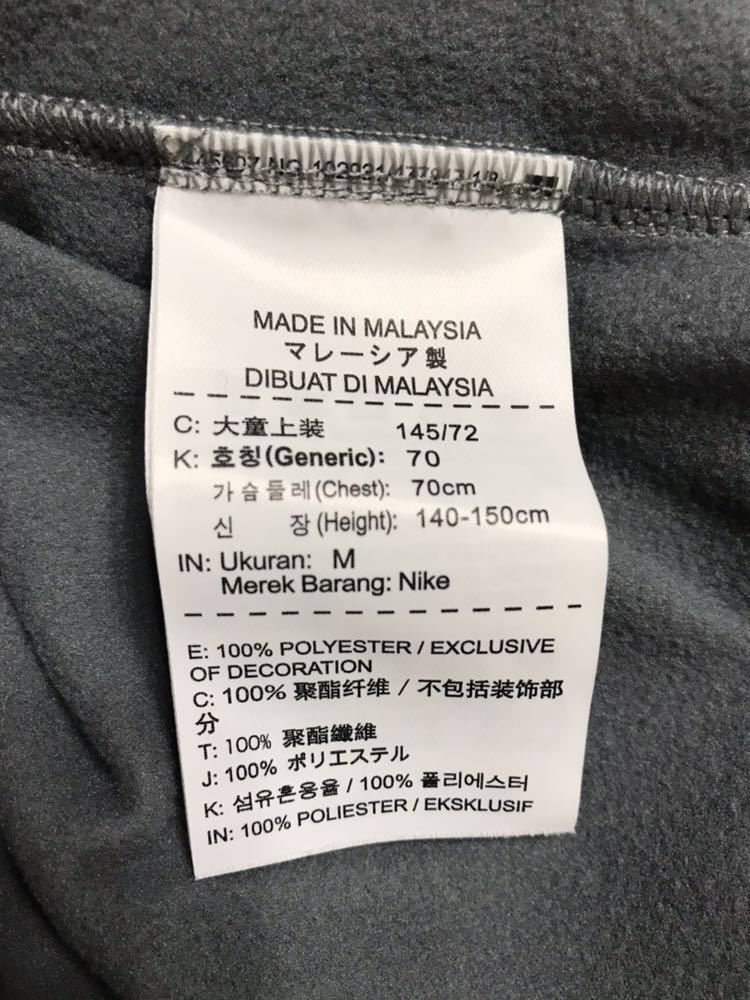 MADE IN MALAYSIA
マレーシア製
DIBUAT DI MALAYSIA
C: 大童上装 145/72
K: 호칭(Generic): 70
가슴둘레(Chest): 70cm
신 장(Height): 140-150cm
IN: Ukuran: M
Merek Barang: Nike
E: 100% POLYESTER / EXCLUSIVE
OF DECORATION
C: 100% 聚酯纤维 / 不包括装饰部
分
T: 100% 聚酯纖維
J: 100% ポリエステル
K: 섬유혼용율 / 100% 폴리에스터
IN: 100% POLIESTER / EKSKLUSIF